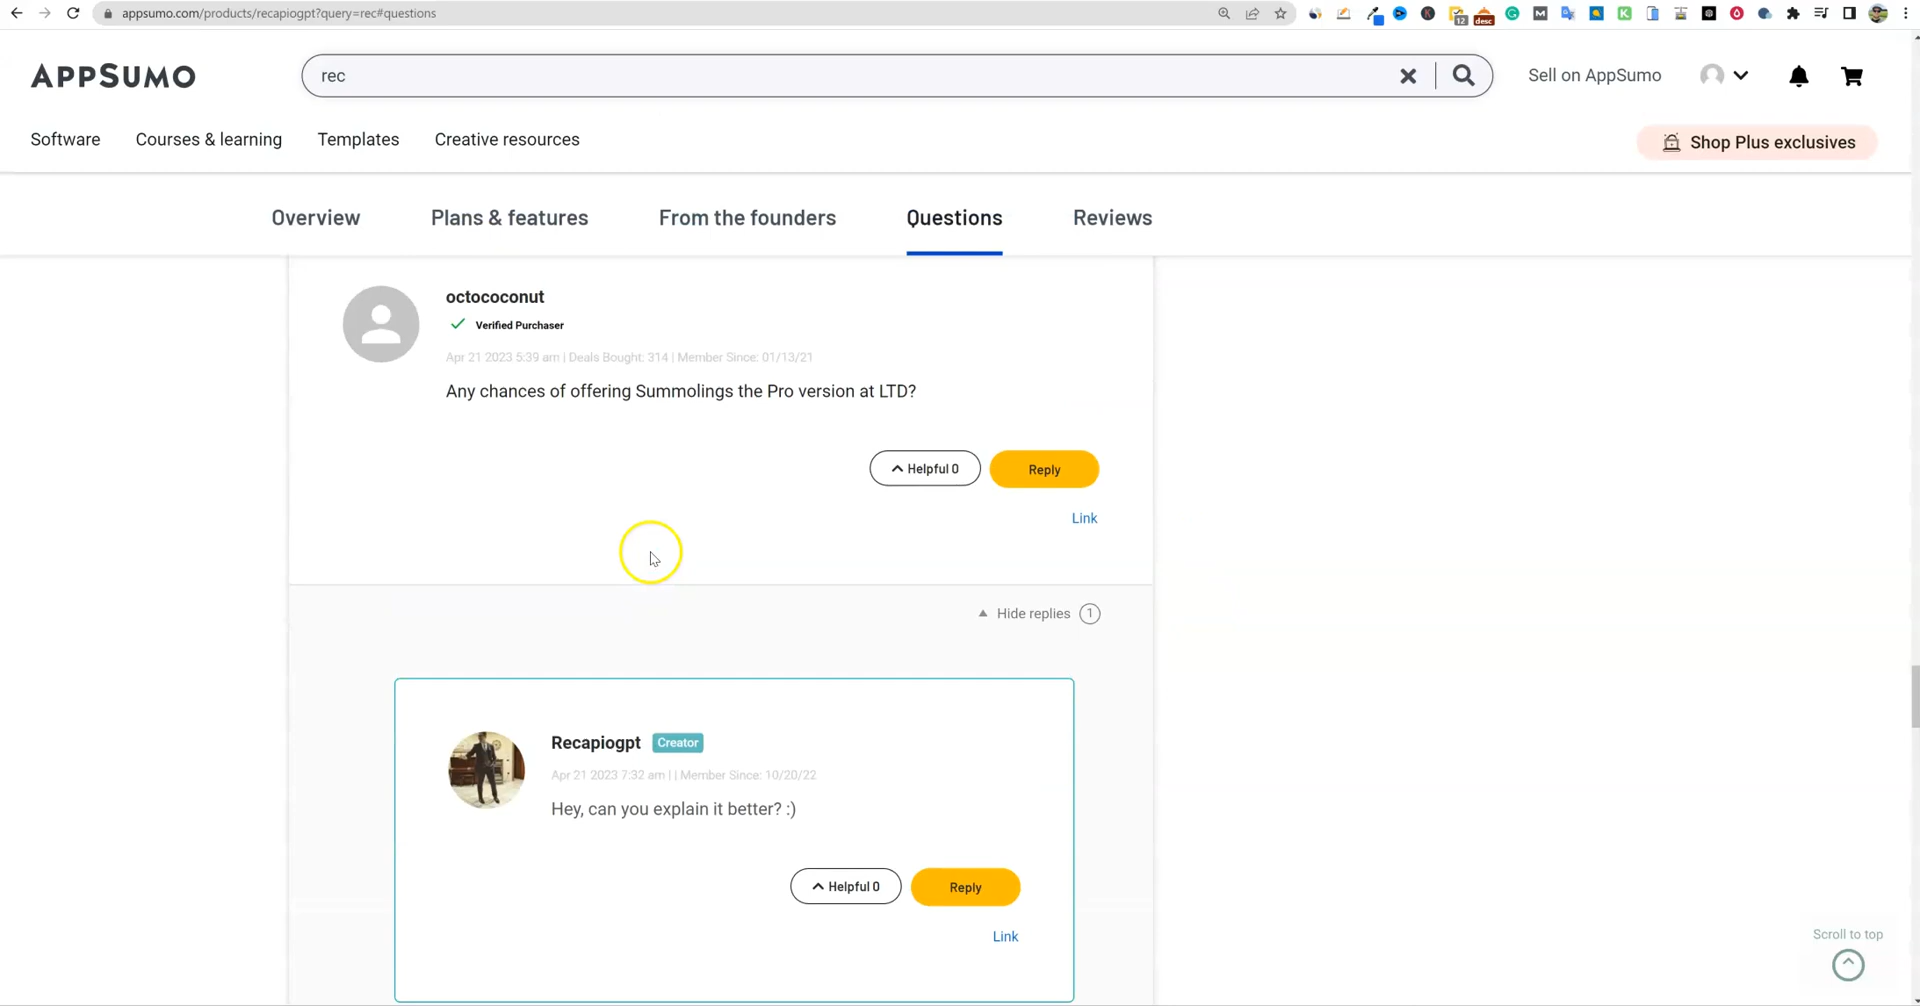 appsumo.com/products/recapiogpt?query=rec#questions
12
desc
APPSUMO
rec
Sell on AppSumo
Software
Courses & learning
Templates
Creative resources
Shop Plus exclusives
Overview
Plans & features
From the founders
Questions
Reviews
octococonut
Verified Purchaser
Apr 21 2023 5:39 am | Deals Bought: 314 | Member Since: 01/13/21
Any chances of offering Summolings the Pro version at LTD?
Helpful 0
Reply
Link
Hide replies 1
Recapiogpt Creator
Apr 21 2023 7:32 am | | Member Since: 10/20/22
Hey, can you explain it better? :)
Helpful 0
Reply
Link
Scroll to top